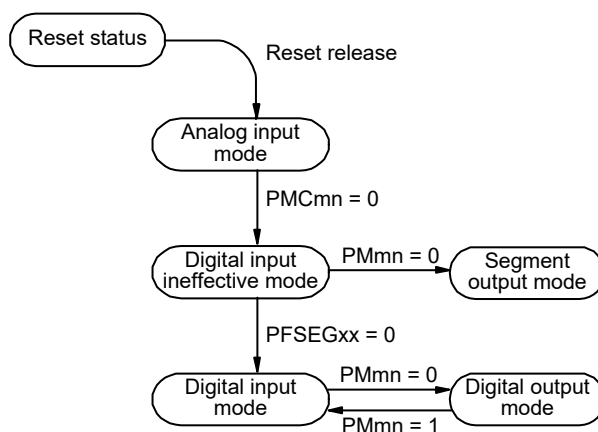 Reset status
Reset release
Analog input
mode
PMCmn = 0
Digital input
ineffective mode
PMmn = 0
Segment
output mode
PFSEGxx = 0
Digital input
mode
PMmn = 0
PMmn = 1
Digital output
mode